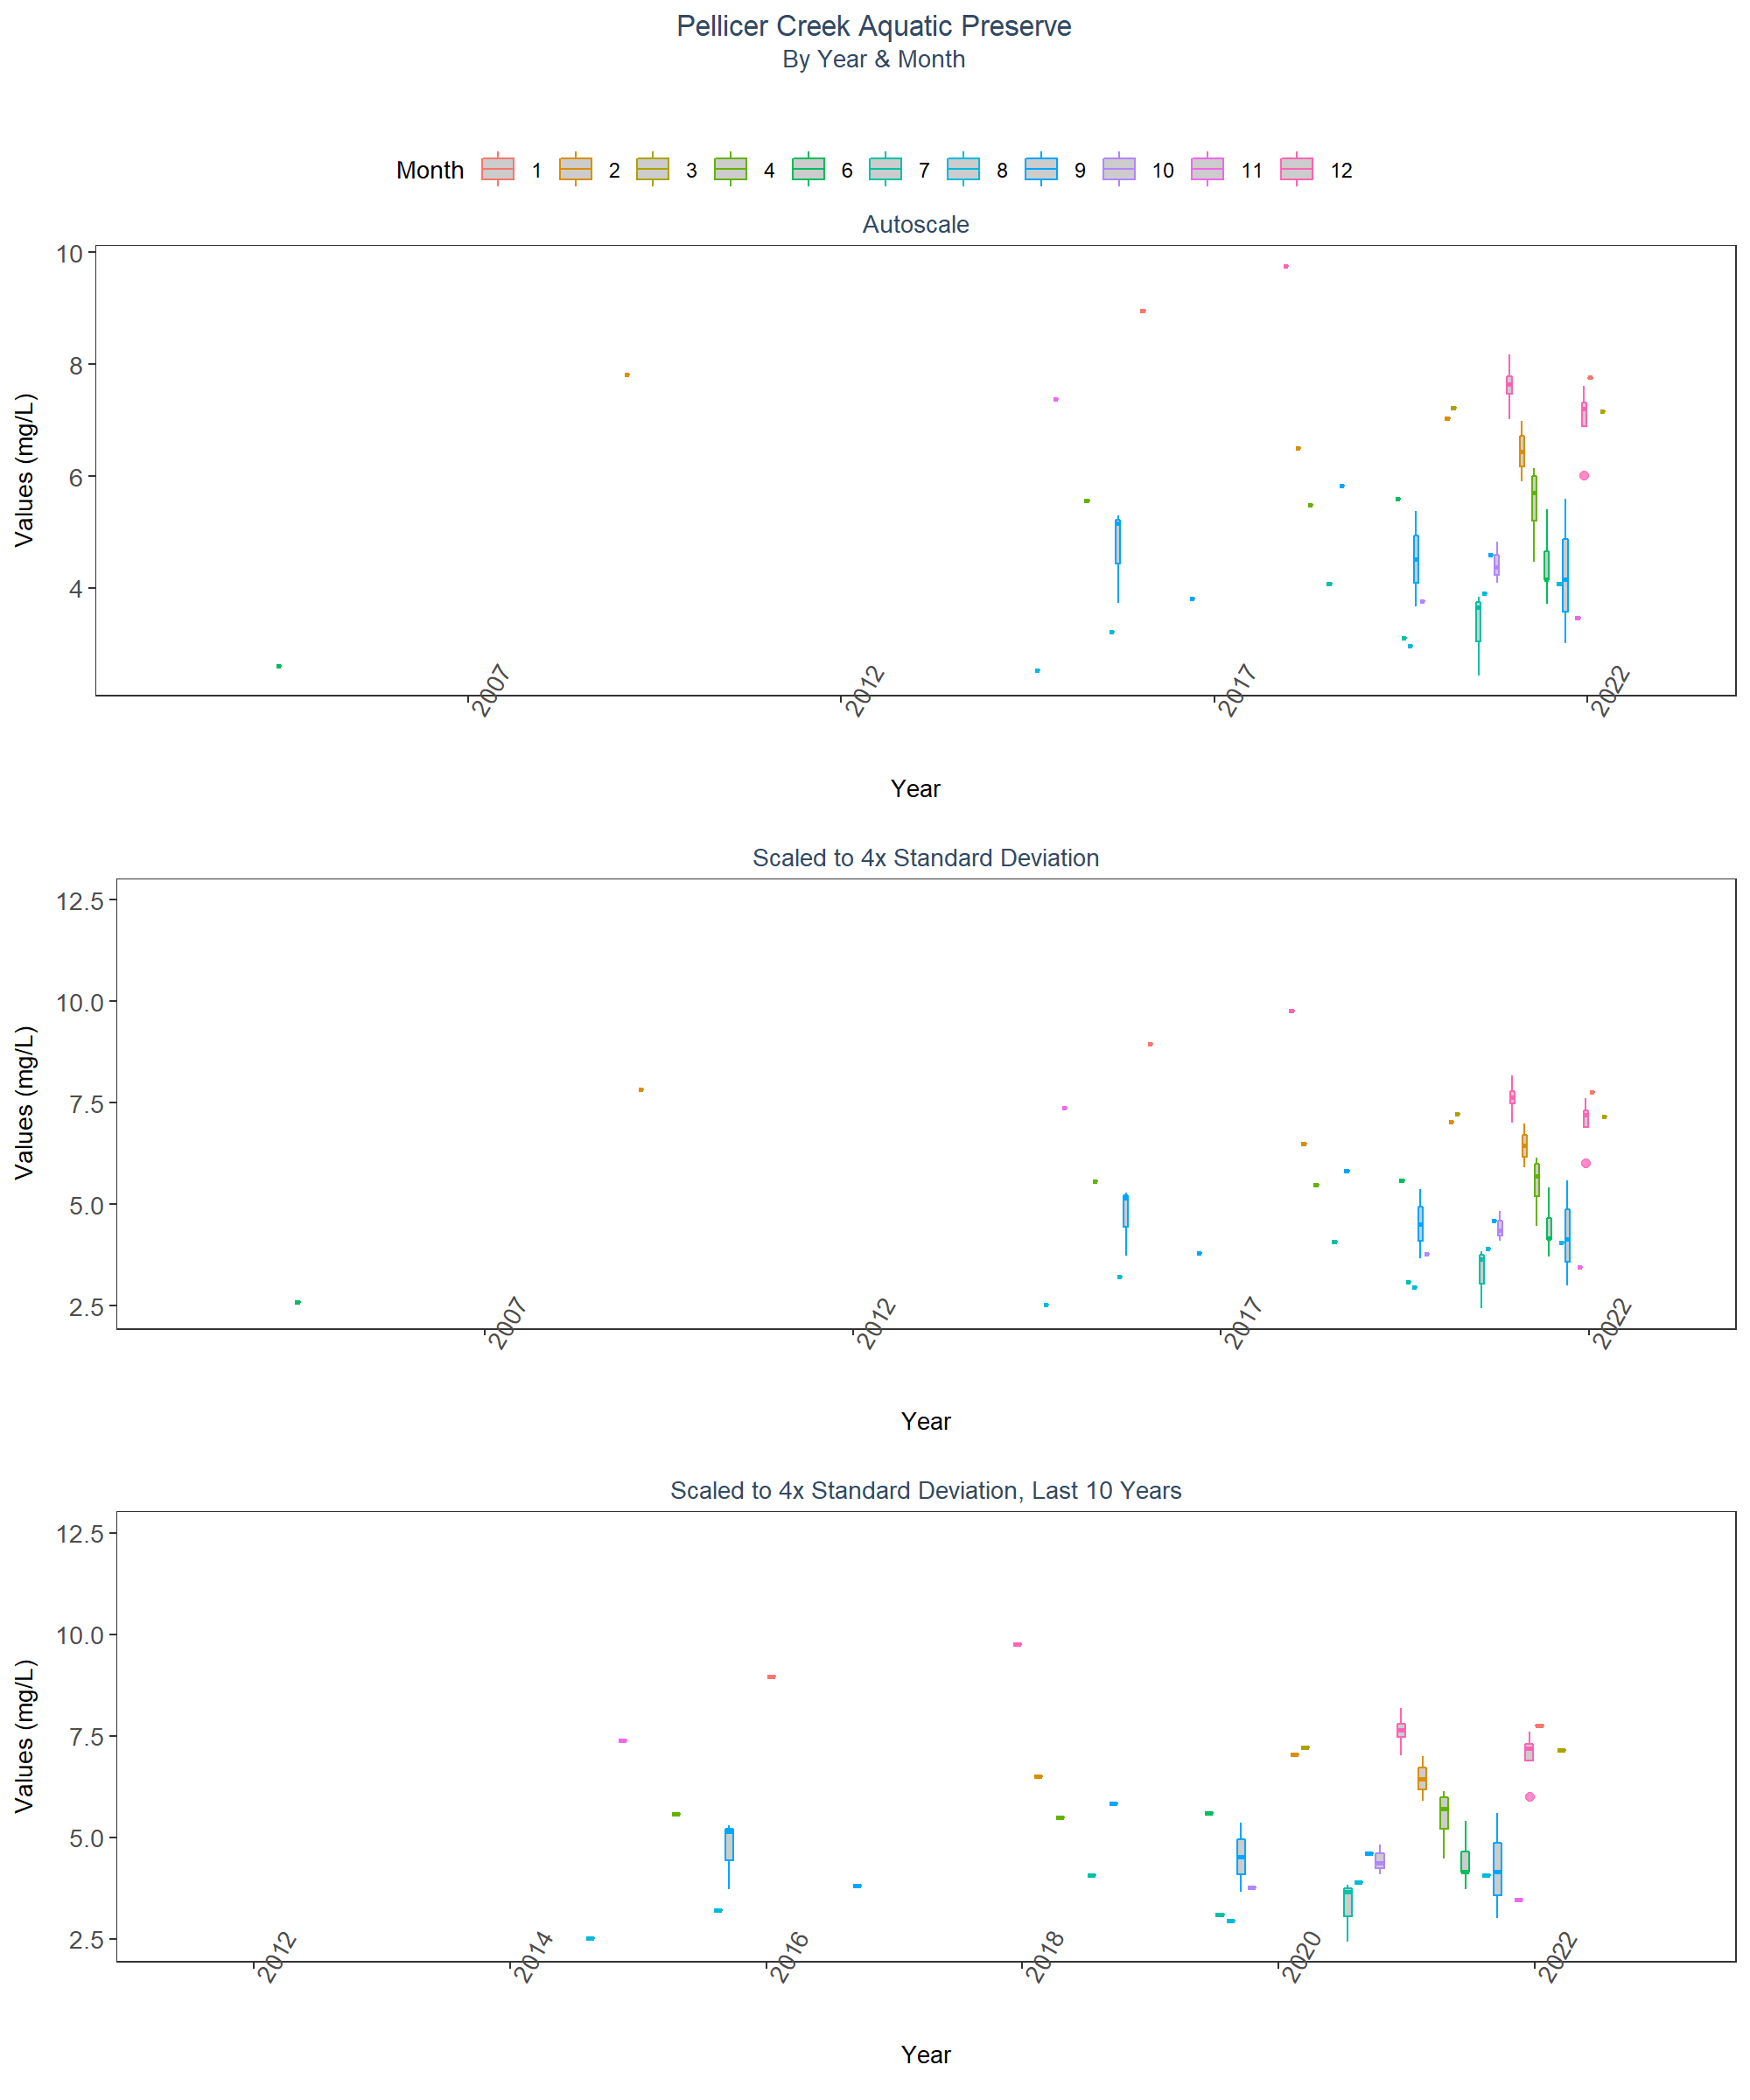 Pellicer Creek Aquatic Preserve
By Year & Month
Month 1 2 3 4 6 7 8 9 10 11 12
Autoscale
10
8
6
4
Values (mg/L)
2007 2012 2017 2022
Year
Scaled to 4x Standard Deviation
12.5
10.0
7.5
5.0
2.5
Values (mg/L)
2007 2012 2017 2022
Year
Scaled to 4x Standard Deviation, Last 10 Years
12.5
10.0
7.5
5.0
2.5
Values (mg/L)
2012 2014 2016 2018 2020 2022
Year